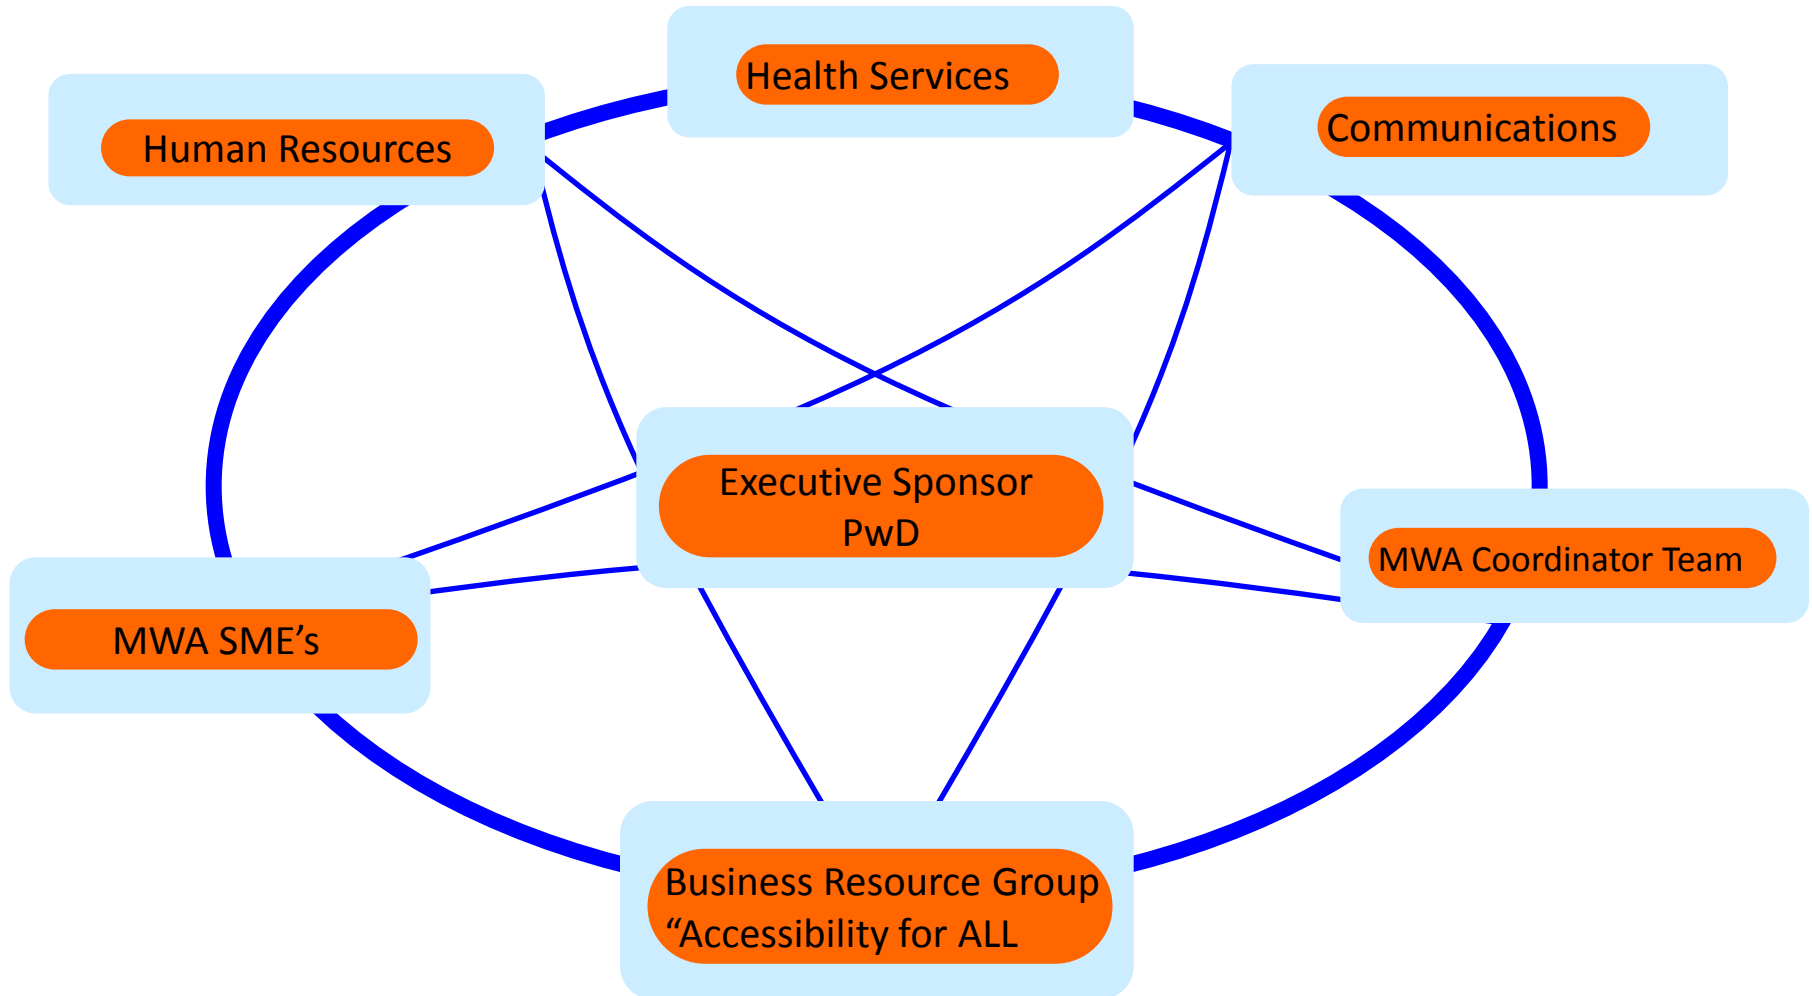 Health Services
Human Resources
Communications
Executive Sponsor
PwD
MWA Coordinator Team
MWA SME’s
Business Resource Group
“Accessibility for ALL